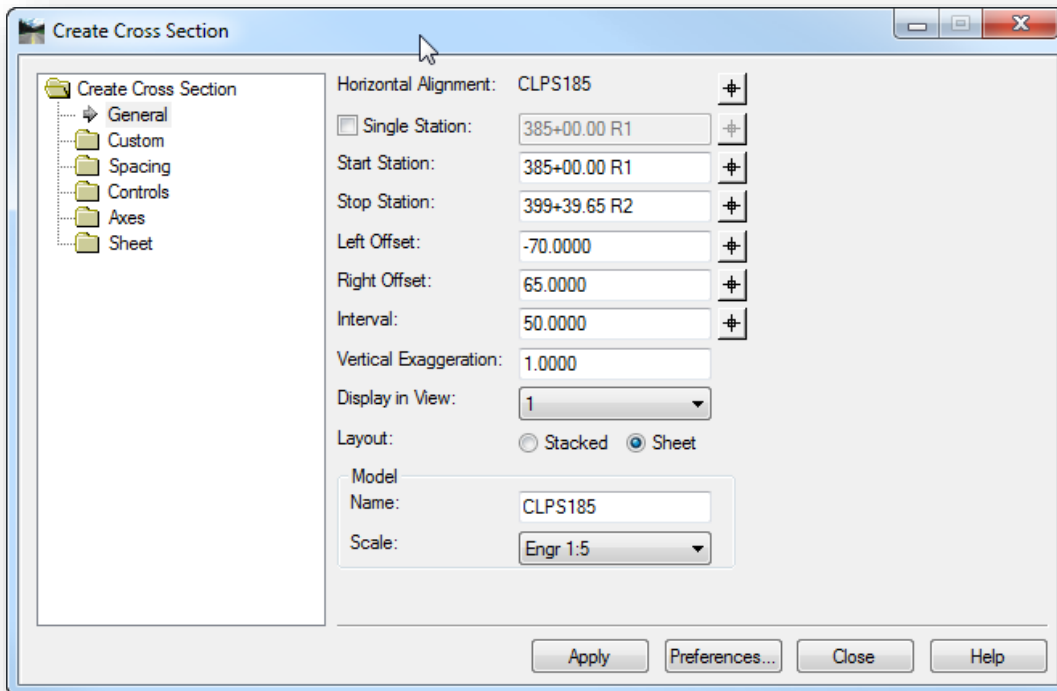 Create Cross Section
Create Cross Section
General
Custom
Spacing
Controls
Axes
Sheet
Horizontal Alignment: CLPS185
Single Station: 385+00.00 R1
Start Station: 385+00.00 R1
Stop Station: 399+39.65 R2
Left Offset: -70.0000
Right Offset: 65.0000
Interval: 50.0000
Vertical Exaggeration: 1.0000
Display in View: 1
Layout: Stacked Sheet
Model
Name: CLPS185
Scale: Engr 1:5
Apply Preferences... Close Help